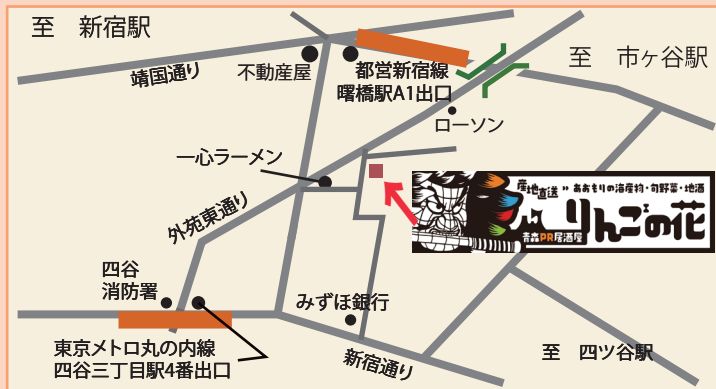 至　新宿駅
靖国通り
不動産屋
都営新宿線
曙橋駅A1出口
至　市ヶ谷駅
ローソン
一心ラーメン
外苑東通り
産地直送 あおもりの海産物・旬野菜・地酒
りんごの花
青森PR居酒屋
四谷
消防署
みずほ銀行
東京メトロ丸の内線
四谷三丁目駅4番出口
新宿通り
至　四ツ谷駅